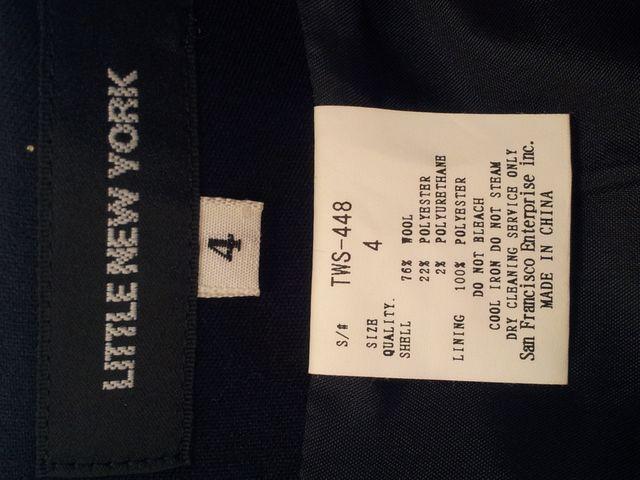 LITTLE NEW YORK
4
S/# TWS-448
SIZE 4
QUALITY.
SHELL 76% WOOL
22% POLYESTER
2% POLYURETHANE
LINING 100% POLYESTER
DO NOT BLEACH
COOL IRON DO NOT STEAM
DRY CLEANING SERVICE ONLY
San Francisco Enterprise inc.
MADE IN CHINA